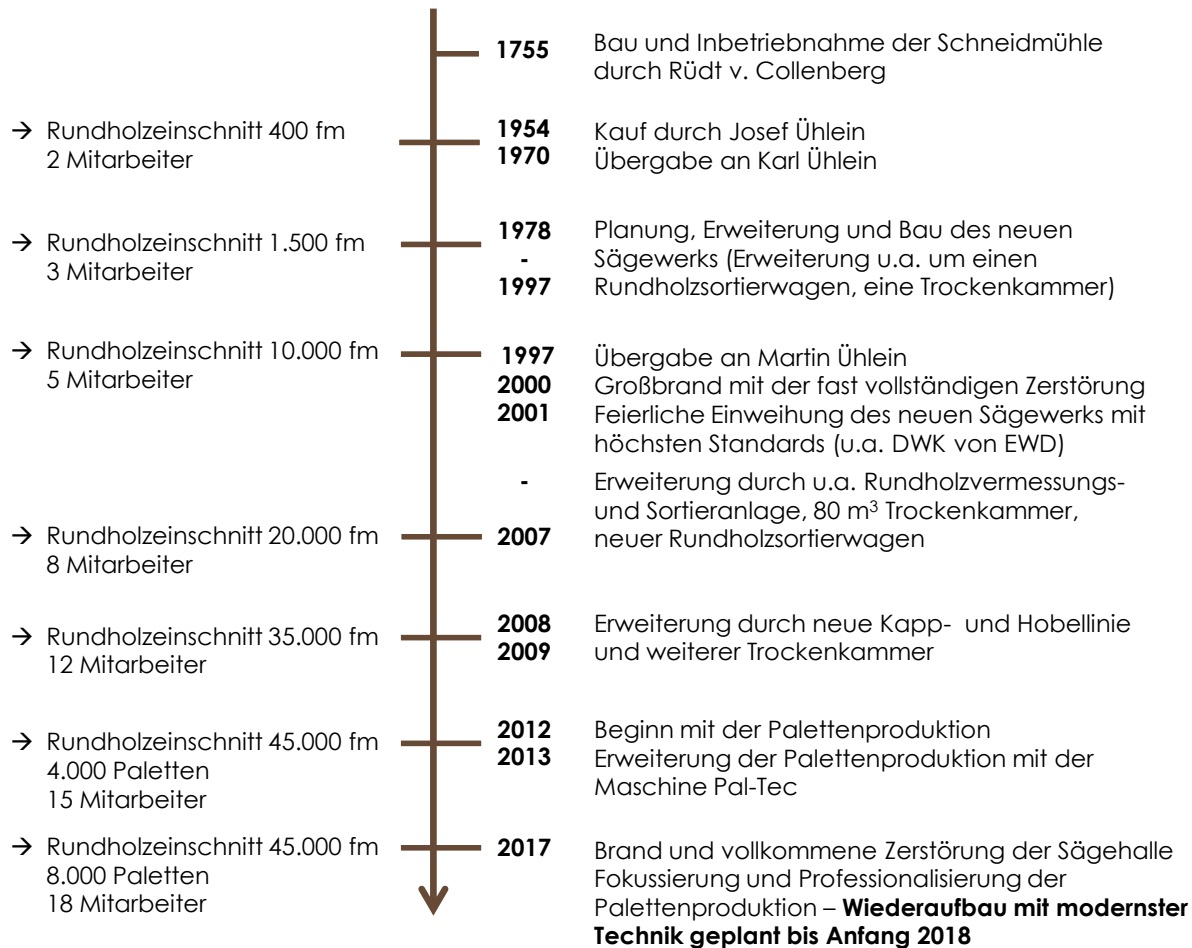 1755 Bau und Inbetriebnahme der Schneidmühle
durch Rüdt v. Collenberg
→ Rundholzeinschnitt 400 fm
2 Mitarbeiter
1954 Kauf durch Josef Ühlein
1970 Übergabe an Karl Ühlein
→ Rundholzeinschnitt 1.500 fm
3 Mitarbeiter
1978 Planung, Erweiterung und Bau des neuen
- Sägewerks (Erweiterung u.a. um einen
1997 Rundholzsortierwagen, eine Trockenkammer)
→ Rundholzeinschnitt 10.000 fm
5 Mitarbeiter
1997 Übergabe an Martin Ühlein
2000 Großbrand mit der fast vollständigen Zerstörung
2001 Feierliche Einweihung des neuen Sägewerks mit
höchsten Standards (u.a. DWK von EWD)
- Erweiterung durch u.a. Rundholzvermessungs-
und Sortieranlage, 80 m³ Trockenkammer,
2007 neuer Rundholzsortierwagen
→ Rundholzeinschnitt 20.000 fm
8 Mitarbeiter
→ Rundholzeinschnitt 35.000 fm
12 Mitarbeiter
2008 Erweiterung durch neue Kapp- und Hobellinie
2009 und weiterer Trockenkammer
→ Rundholzeinschnitt 45.000 fm
4.000 Paletten
15 Mitarbeiter
2012 Beginn mit der Palettenproduktion
2013 Erweiterung der Palettenproduktion mit der
Maschine Pal-Tec
→ Rundholzeinschnitt 45.000 fm
8.000 Paletten
18 Mitarbeiter
2017 Brand und vollkommene Zerstörung der Sägehalle
Fokussierung und Professionalisierung der
Palettenproduktion – Wiederaufbau mit modernster
Technik geplant bis Anfang 2018